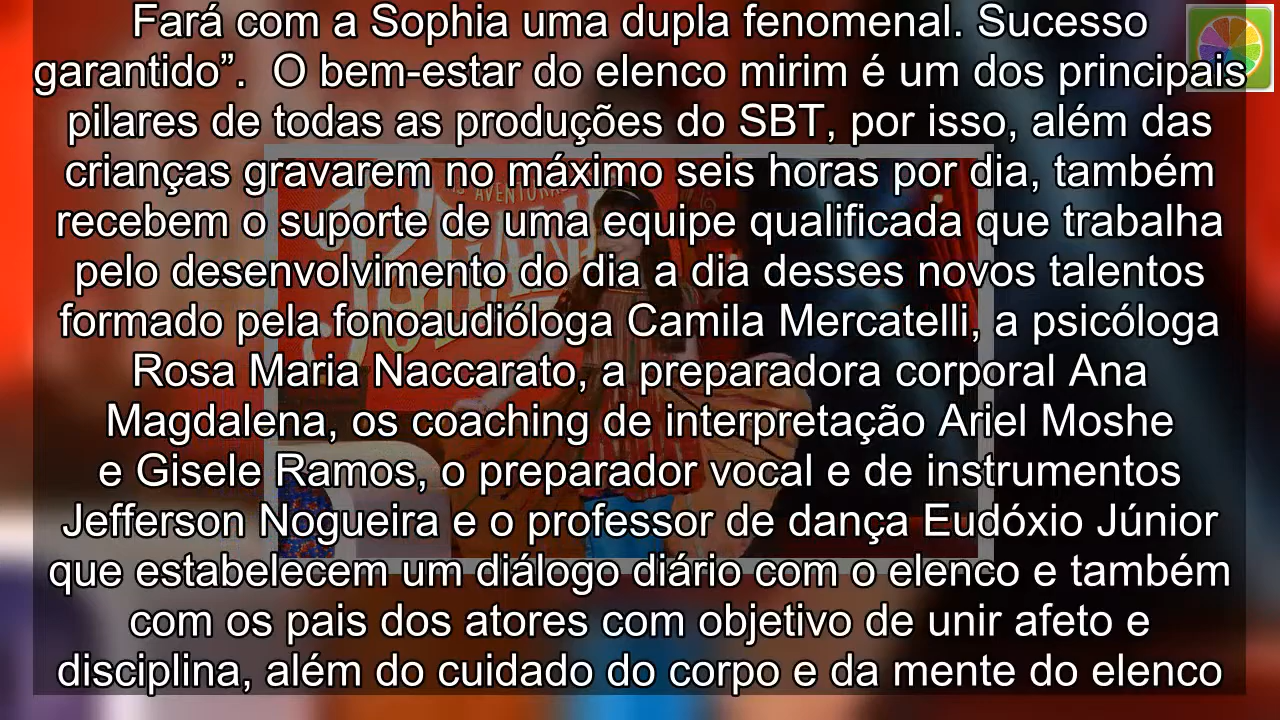 Fará com a Sophia uma dupla fenomenal. Sucesso
garantido”.  O bem-estar do elenco mirim é um dos principais
pilares de todas as produções do SBT, por isso, além das
crianças gravarem no máximo seis horas por dia, também
recebem o suporte de uma equipe qualificada que trabalha
pelo desenvolvimento do dia a dia desses novos talentos
formado pela fonoaudióloga Camila Mercatelli, a psicóloga
Rosa Maria Naccarato, a preparadora corporal Ana
Magdalena, os coaching de interpretação Ariel Moshe
e Gisele Ramos, o preparador vocal e de instrumentos
Jefferson Nogueira e o professor de dança Eudóxio Júnior
que estabelecem um diálogo diário com o elenco e também
com os pais dos atores com objetivo de unir afeto e
disciplina, além do cuidado do corpo e da mente do elenco